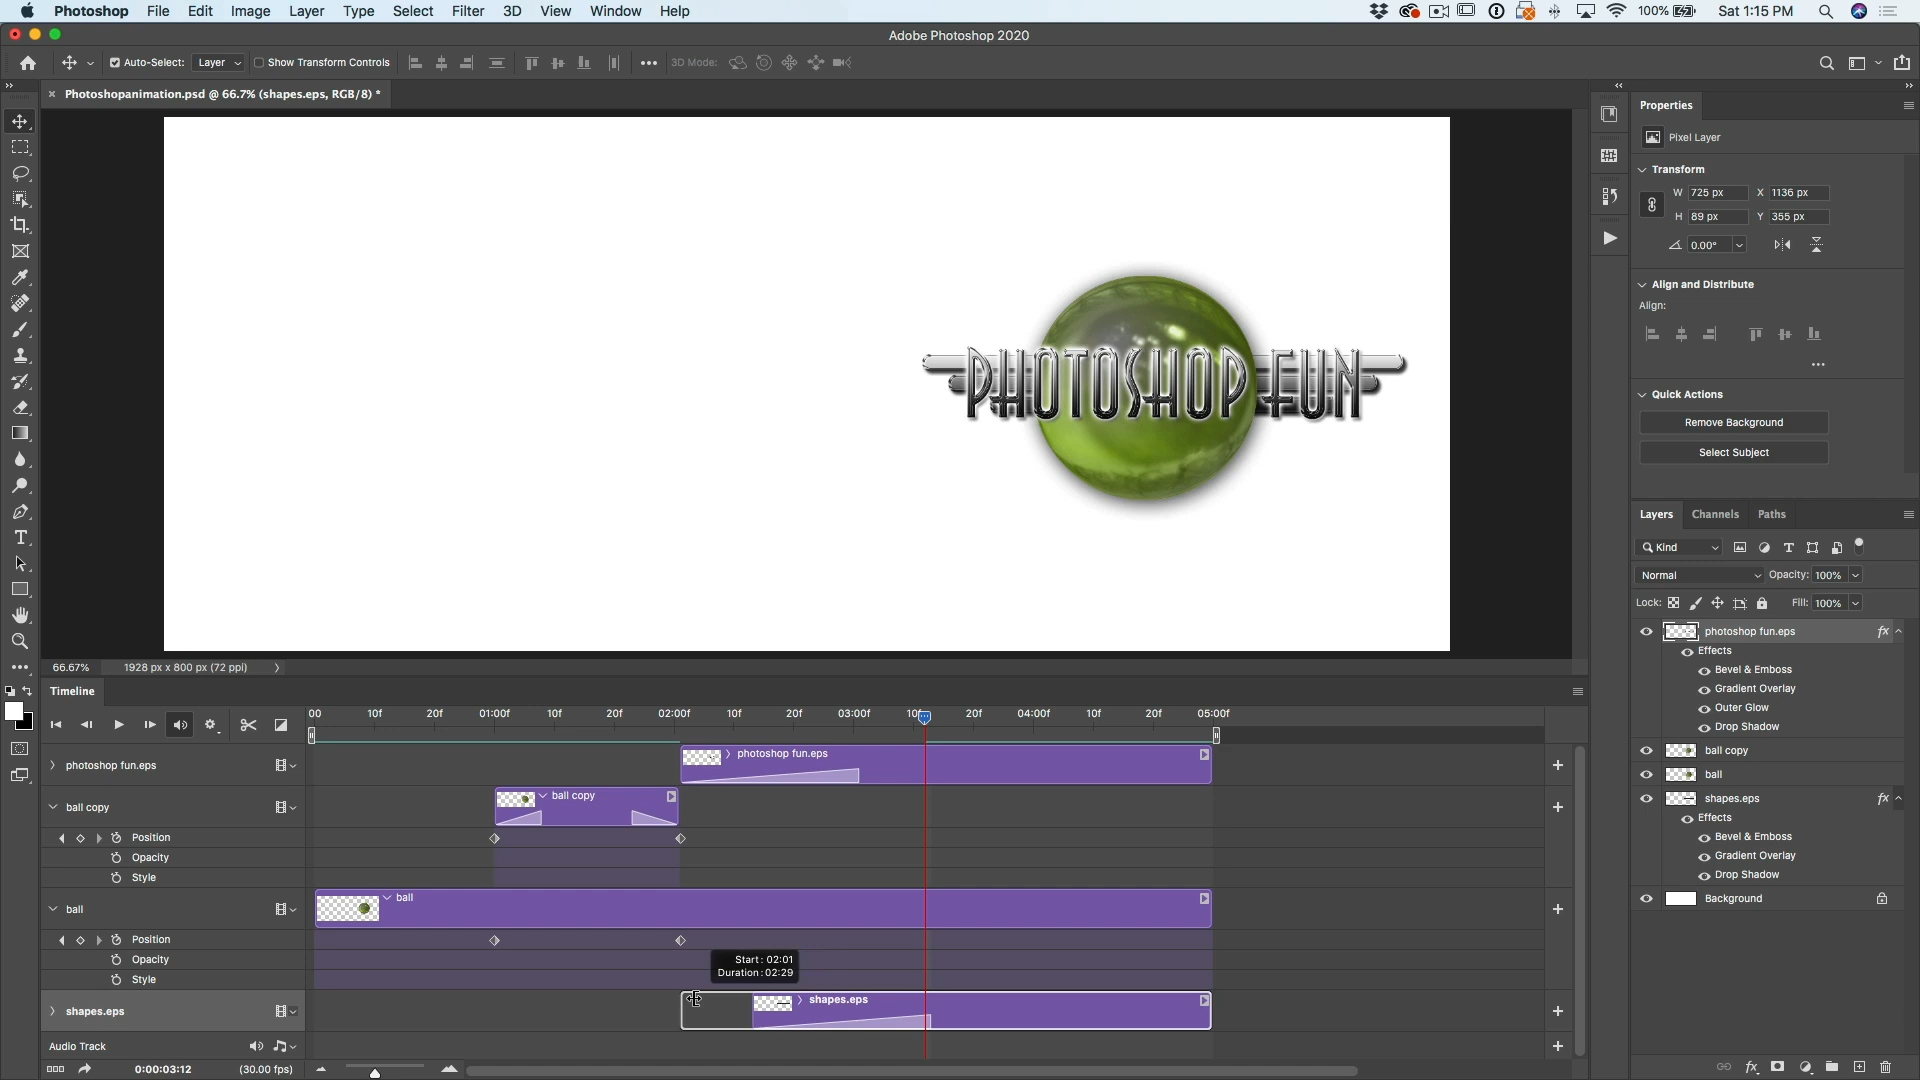 Photoshop File Edit Image Layer Type Select Filter 3D View Window Help 100% Sat 1:15 PM
Adobe Photoshop 2020
Auto-Select: Layer Show Transform Controls 3D Mode:
Photoshopanimation.psd @ 66.7% (shapes.eps, RGB/8) *
Properties
Pixel Layer
Transform
W 725 px X 1136 px
H 89 px Y 355 px
0.00°
Align and Distribute
Align:
Quick Actions
Remove Background
Select Subject
PHOTOSHOP FUN
Layers Channels Paths
Kind
Normal Opacity: 100%
Lock: Fill: 100%
photoshop fun.eps fx
Effects
Bevel & Emboss
Gradient Overlay
Outer Glow
Drop Shadow
ball copy
ball
shapes.eps fx
Effects
Bevel & Emboss
Gradient Overlay
Drop Shadow
Background
66.67% 1928 px x 800 px (72 ppi)
Timeline
00 10f 20f 01:00f 10f 20f 02:00f 10f 20f 03:00f 10f 20f 04:00f 10f 20f 05:00f
photoshop fun.eps photoshop fun.eps
ball copy ball copy
Position
Opacity
Style
ball ball
Position
Opacity
Style
Start: 02:01
Duration: 02:29
shapes.eps shapes.eps
Audio Track
0:00:03:12 (30.00 fps)